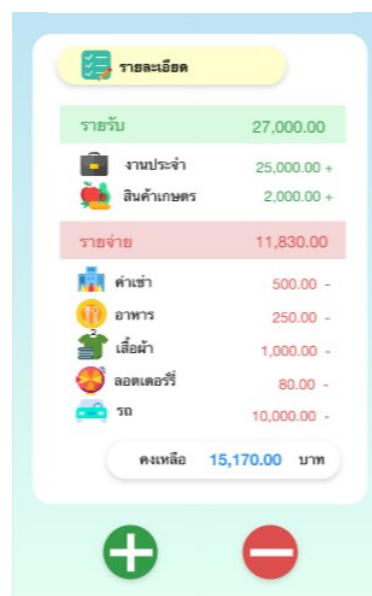 รายละเอียด
รายรับ 27,000.00
งานประจำ 25,000.00 +
สินค้าเกษตร 2,000.00 +
รายจ่าย 11,830.00
ค่าเช่า 500.00 -
อาหาร 250.00 -
2
เสื้อผ้า 1,000.00 -
ลอตเตอร์รี่ 80.00 -
รถ 10,000.00 -
คงเหลือ 15,170.00 บาท